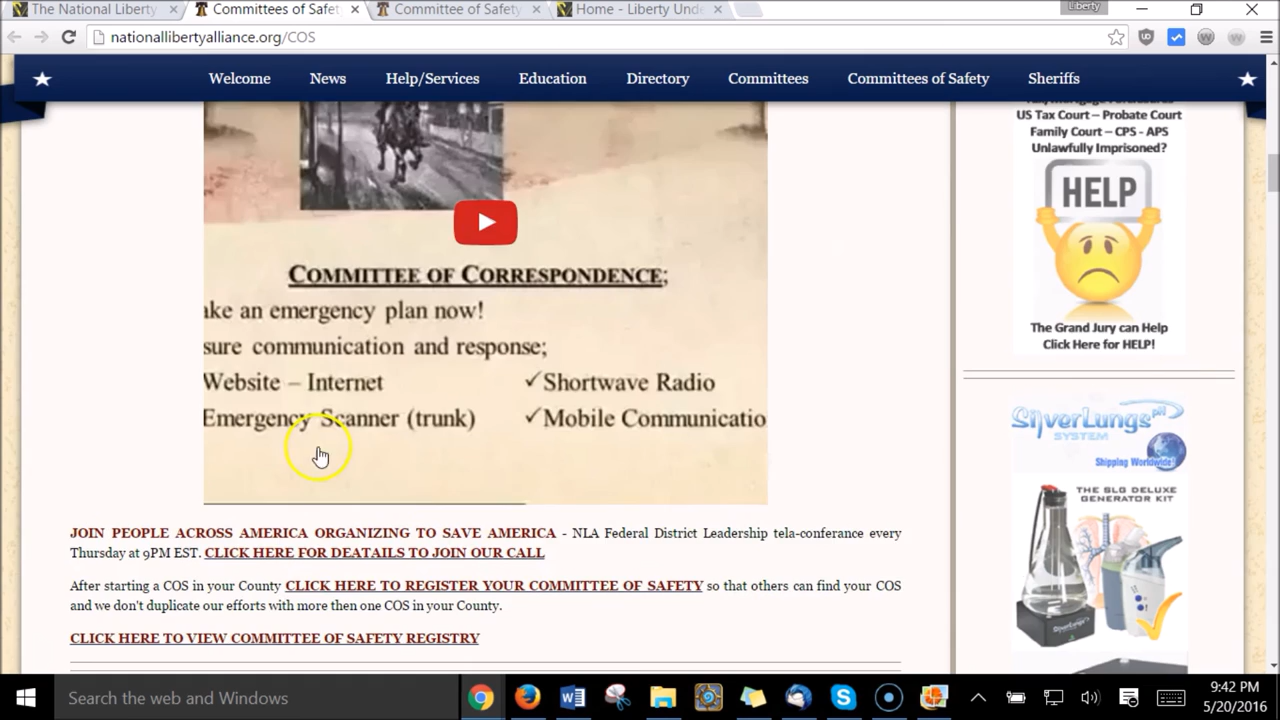 The National Liberty
Committees of Safet
Committee of Safety
Home - Liberty Und
Liberty
nationallibertyalliance.org/COS
Welcome News Help/Services Education Directory Committees Committees of Safety Sheriffs
US Tax Court – Probate Court
Family Court – CPS - APS
Unlawfully Imprisoned?
HELP
The Grand Jury can Help
Click Here for HELP!
COMMITTEE OF CORRESPONDENCE;
ake an emergency plan now!
sure communication and response;
Website – Internet ✓Shortwave Radio
Emergency Scanner (trunk) ✓Mobile Communicatio
SilverLungs pH
SYSTEM
Shipping Worldwide!
THE SLG DELUXE
GENERATOR KIT
SILVERLUNGS
JOIN PEOPLE ACROSS AMERICA ORGANIZING TO SAVE AMERICA - NLA Federal District Leadership tela-conference every
Thursday at 9PM EST. CLICK HERE FOR DEATAILS TO JOIN OUR CALL
After starting a COS in your County CLICK HERE TO REGISTER YOUR COMMITTEE OF SAFETY so that others can find your COS
and we don't duplicate our efforts with more then one COS in your County.
CLICK HERE TO VIEW COMMITTEE OF SAFETY REGISTRY
Search the web and Windows
9:42 PM
5/20/2016